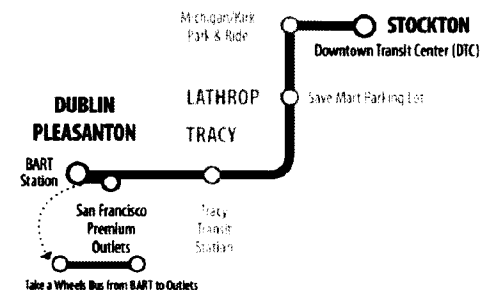 Michigan/Kirk
Park & Ride
STOCKTON
Downtown Transit Center (DTC)
LATHROP
Save Mart Parking Lot
DUBLIN
PLEASANTON
TRACY
BART
Station
San Francisco
Premium
Outlets
Tracy
Transit
Station
Take a Wheels Bus from BART to Outlets